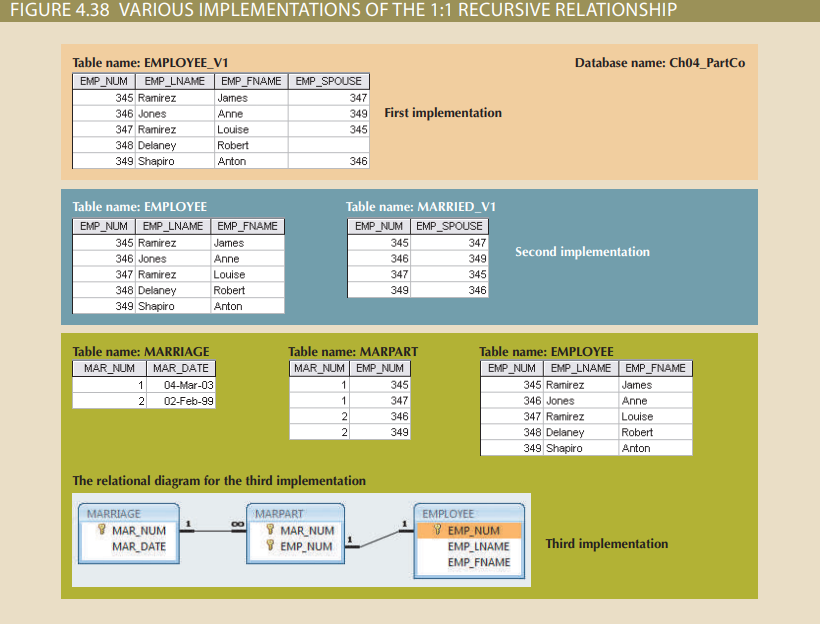 FIGURE 4.38 VARIOUS IMPLEMENTATIONS OF THE 1:1 RECURSIVE RELATIONSHIP
Table name: EMPLOYEE_V1
Database name: Ch04_PartCo
EMP_NUM EMP_LNAME EMP_FNAME EMP_SPOUSE
345 Ramirez James 347
346 Jones Anne 349
347 Ramirez Louise 345
348 Delaney Robert
349 Shapiro Anton 346
First implementation
Table name: EMPLOYEE
EMP_NUM EMP_LNAME EMP_FNAME
345 Ramirez James
346 Jones Anne
347 Ramirez Louise
348 Delaney Robert
349 Shapiro Anton
Table name: MARRIED_V1
EMP_NUM EMP_SPOUSE
345 347
346 349
347 345
349 346
Second implementation
Table name: MARRIAGE
MAR_NUM MAR_DATE
1 04-Mar-03
2 02-Feb-99
Table name: MARPART
MAR_NUM EMP_NUM
1 345
1 347
2 346
2 349
Table name: EMPLOYEE
EMP_NUM EMP_LNAME EMP_FNAME
345 Ramirez James
346 Jones Anne
347 Ramirez Louise
348 Delaney Robert
349 Shapiro Anton
The relational diagram for the third implementation
MARRIAGE
MAR_NUM
MAR_DATE
1 ∞
MARPART
MAR_NUM
EMP_NUM
1 1
EMPLOYEE
EMP_NUM
EMP_LNAME
EMP_FNAME
Third implementation